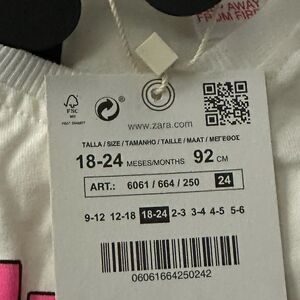 AWAY
FROM FIRE
FSC
www.zara.com
TALLA / SIZE / TAMANHO / TAILLE / MAAT / ΜΕΓΕΘΟΣ
18-24 MESES/MONTHS 92 CM
ART.: 6061 / 664 / 250 24
9-12 12-18 18-24 2-3 3-4 4-5 5-6
06061664250242